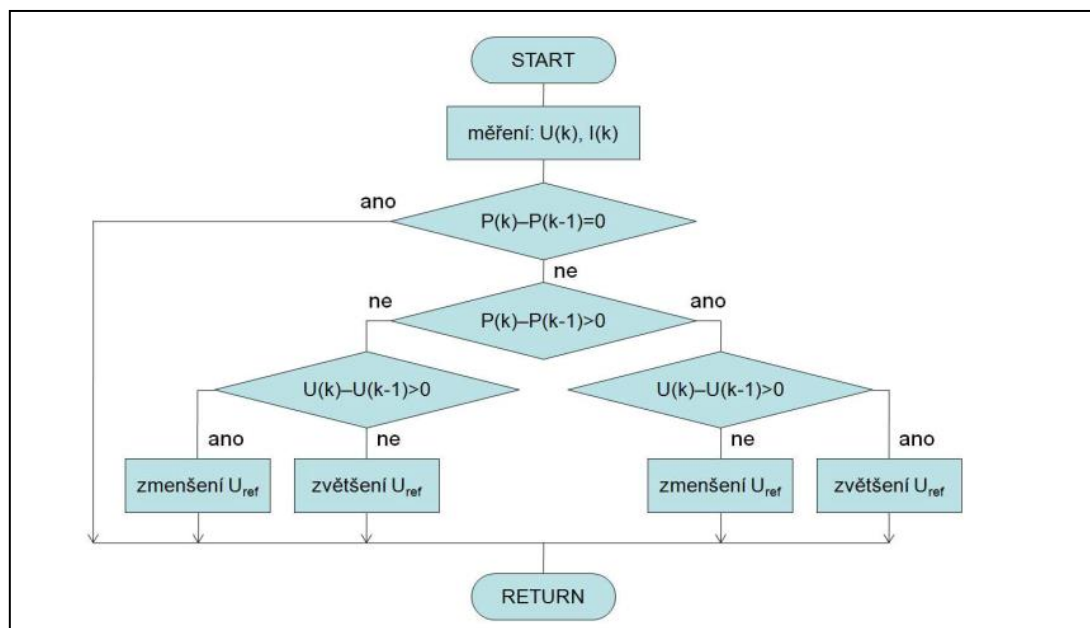 START
měření: U(k), I(k)
ano
P(k)–P(k-1)=0
ne
ne
ano
P(k)–P(k-1)>0
U(k)–U(k-1)>0
U(k)–U(k-1)>0
ano
ne
ne
ano
zmenšení Uref
zvětšení Uref
zmenšení Uref
zvětšení Uref
RETURN